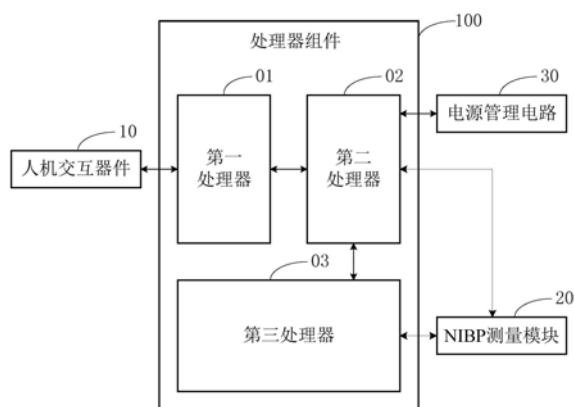 100
处理器组件
01
02
30
10
电源管理电路
人机交互器件
第一
处理器
第二
处理器
03
20
第三处理器
NIBP测量模块